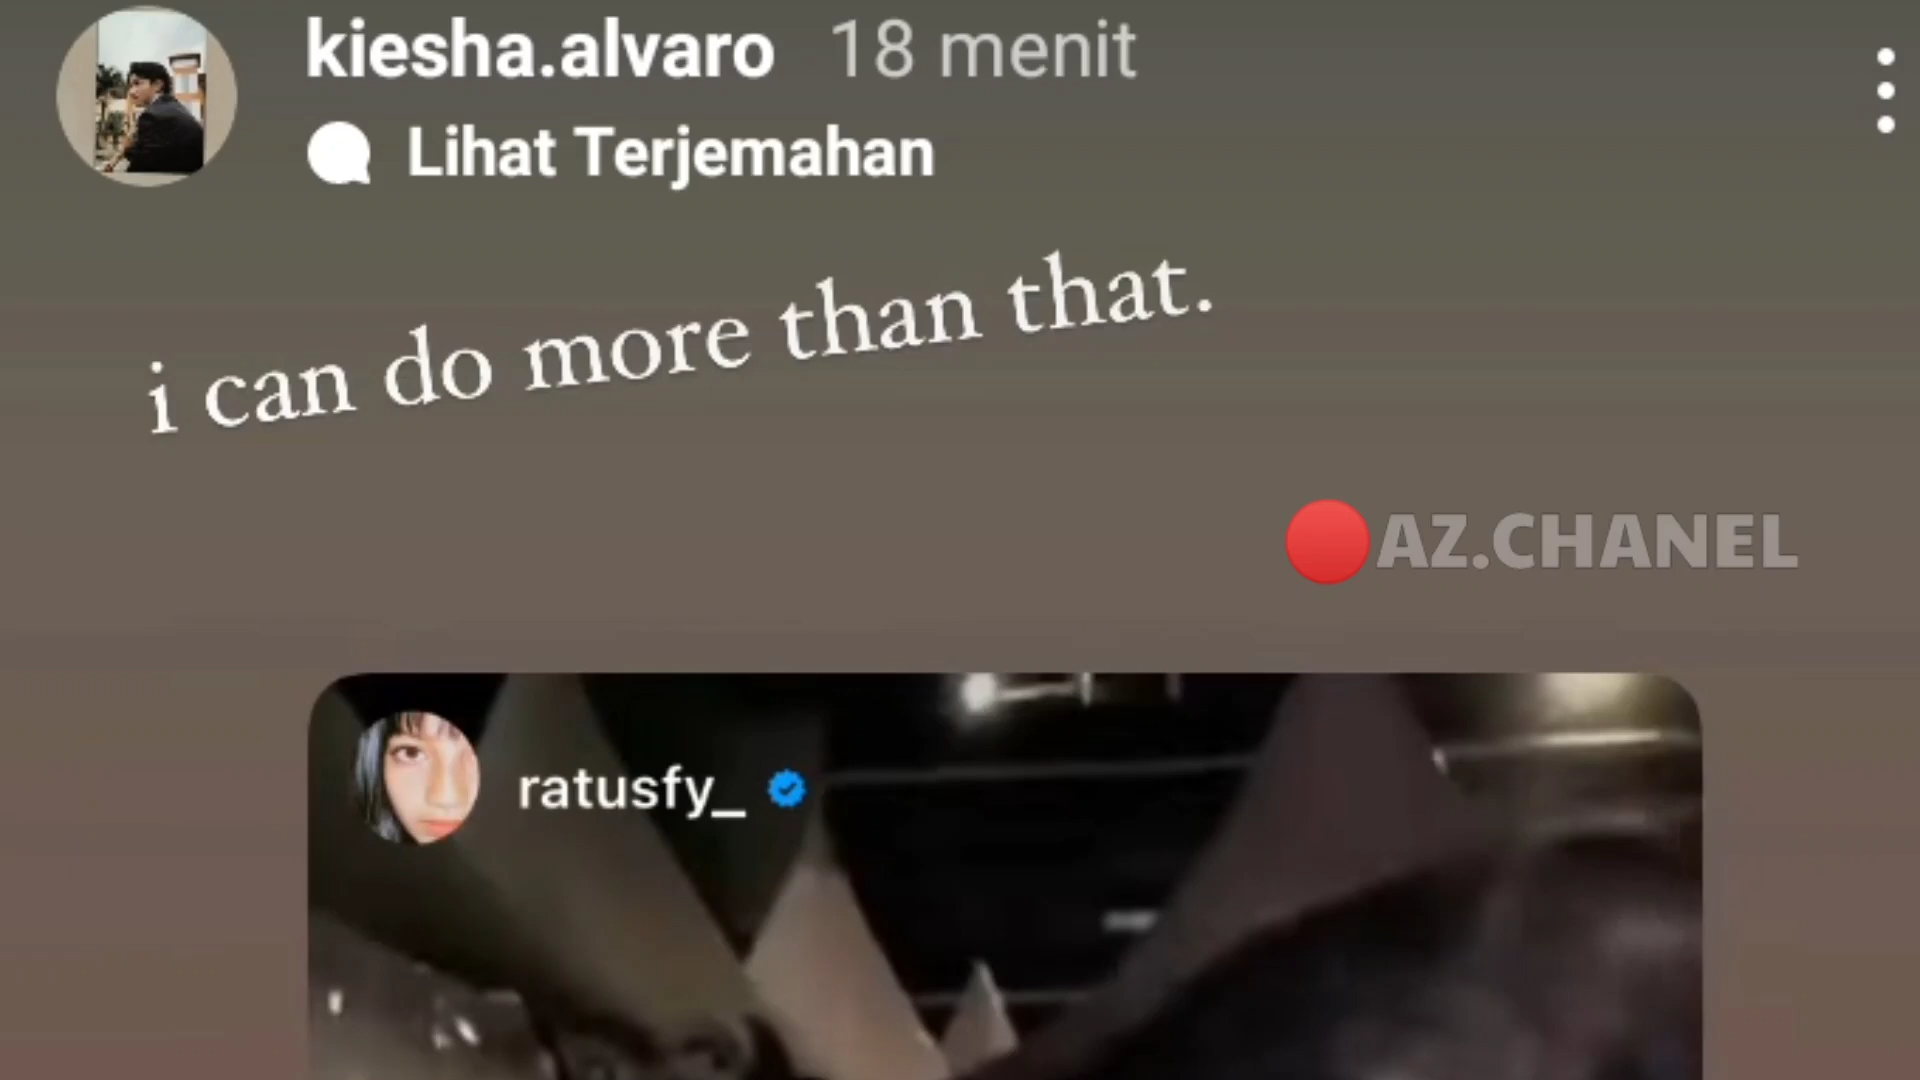 kiesha.alvaro 18 menit
Lihat Terjemahan
i can do more than that.
AZ.CHANEL
ratusfy_